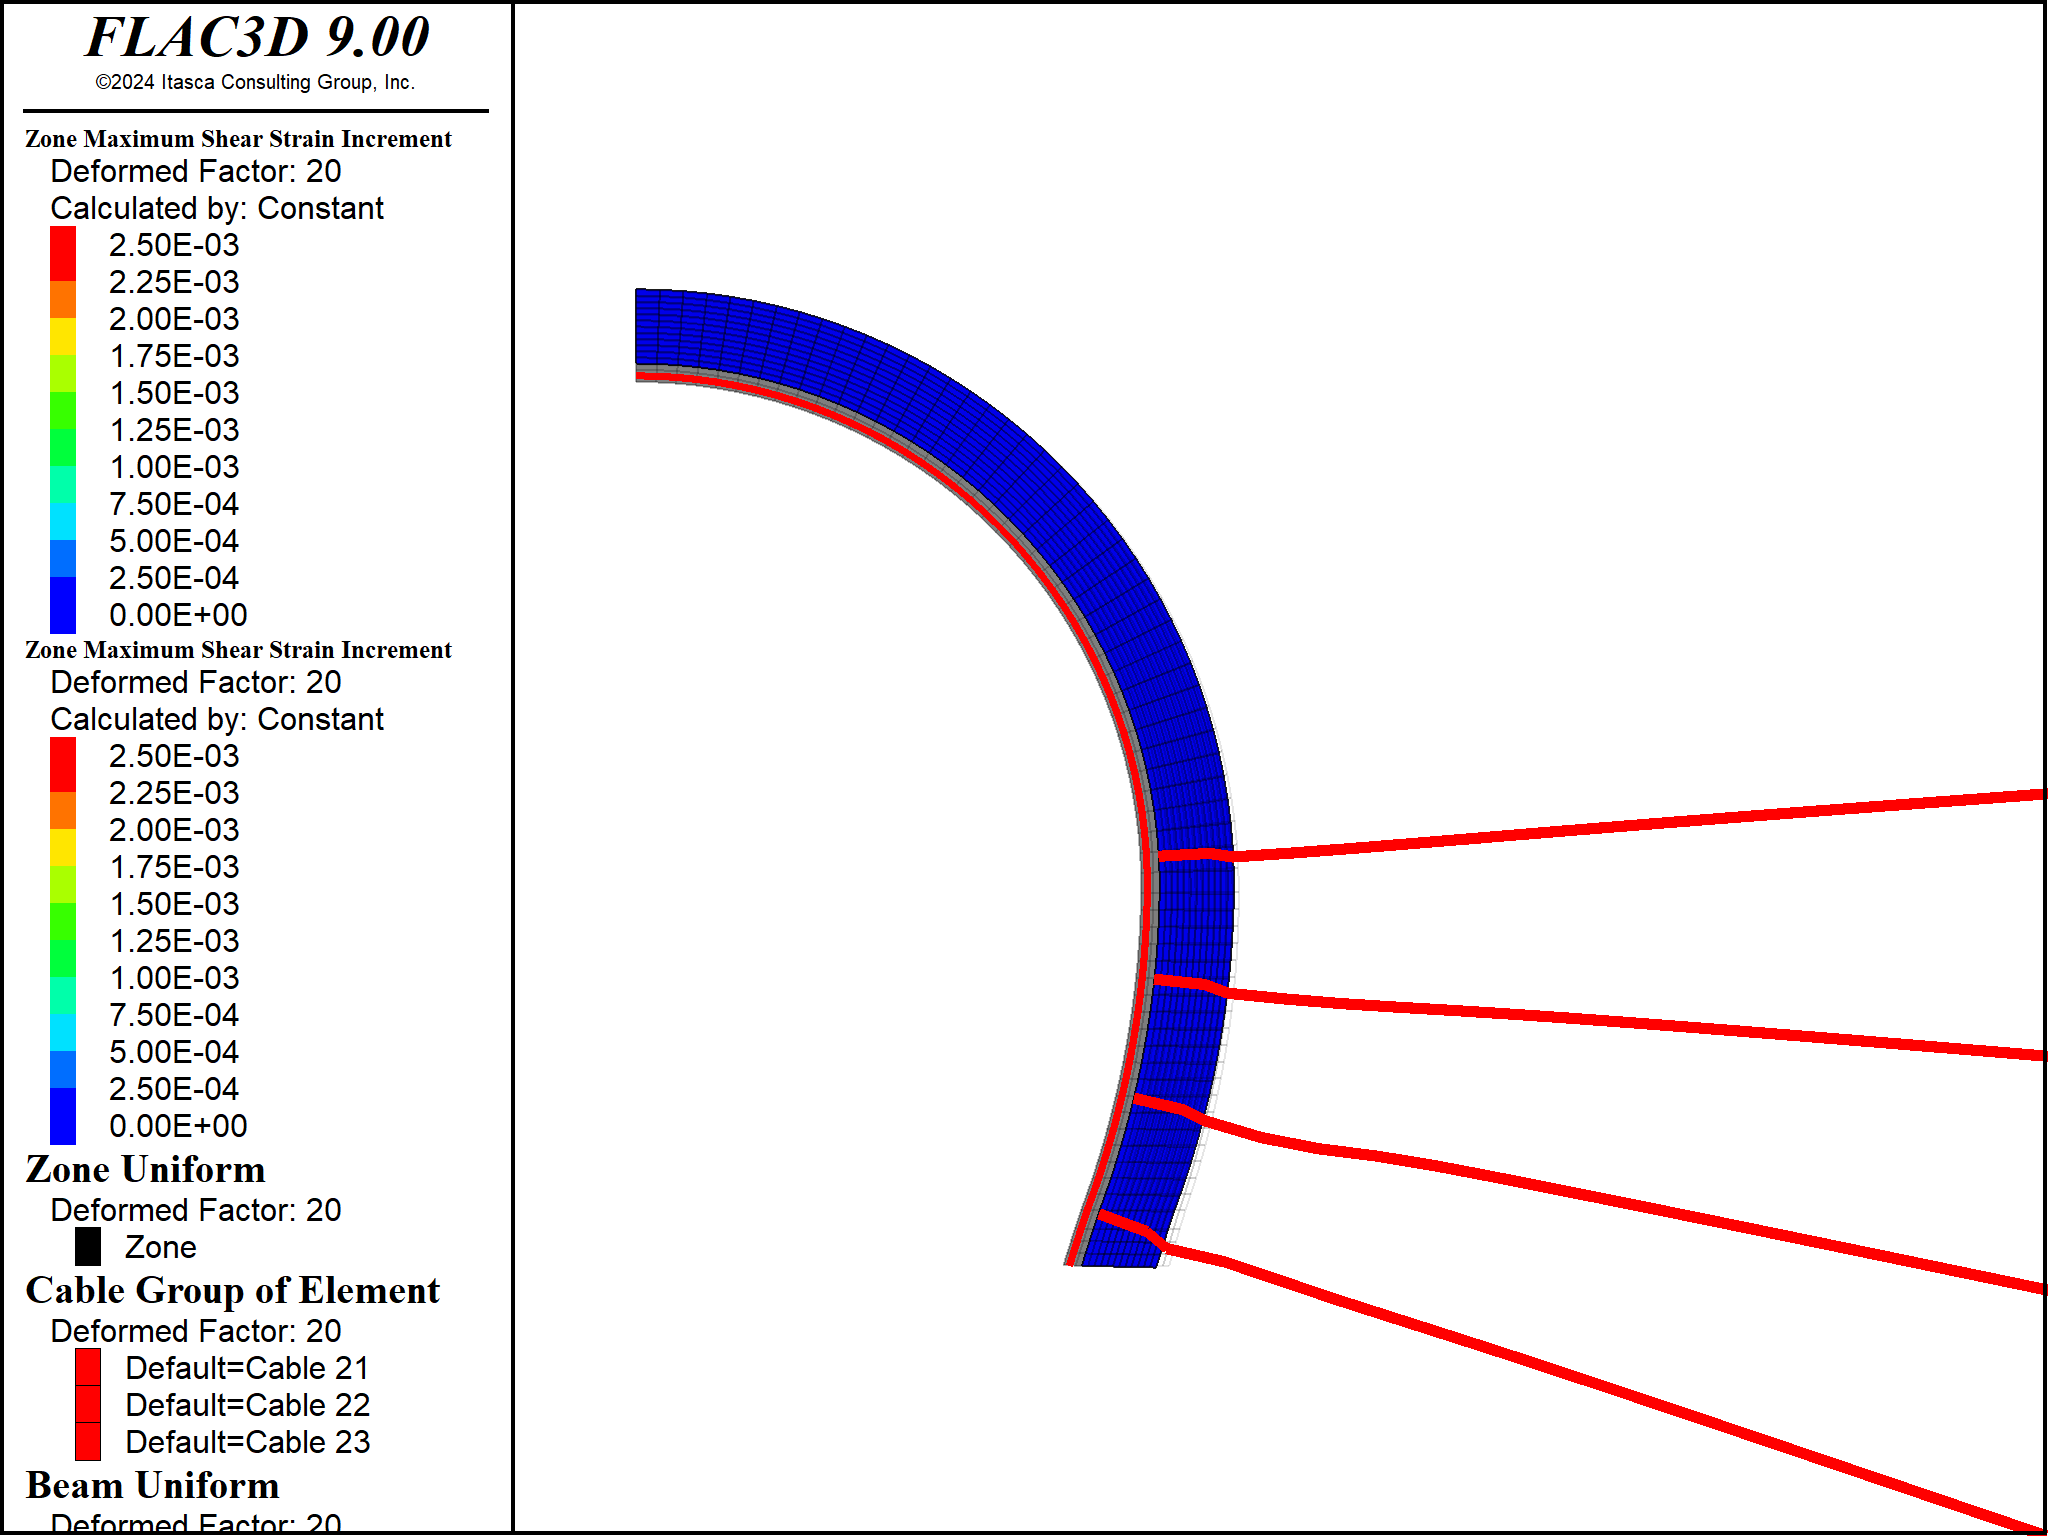 FLAC3D 9.00
©2024 Itasca Consulting Group, Inc.
Zone Maximum Shear Strain Increment
Deformed Factor: 20
Calculated by: Constant
2.50E-03
2.25E-03
2.00E-03
1.75E-03
1.50E-03
1.25E-03
1.00E-03
7.50E-04
5.00E-04
2.50E-04
0.00E+00
Zone Maximum Shear Strain Increment
Deformed Factor: 20
Calculated by: Constant
2.50E-03
2.25E-03
2.00E-03
1.75E-03
1.50E-03
1.25E-03
1.00E-03
7.50E-04
5.00E-04
2.50E-04
0.00E+00
Zone Uniform
Deformed Factor: 20
Zone
Cable Group of Element
Deformed Factor: 20
Default=Cable 21
Default=Cable 22
Default=Cable 23
Beam Uniform
Deformed Factor: 20